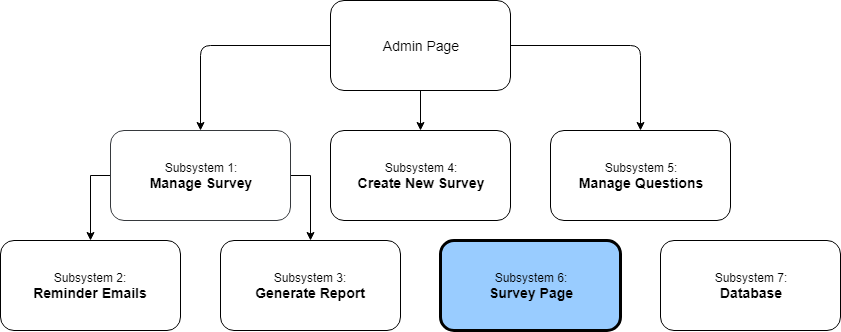 Admin Page
Subsystem 1:
Manage Survey
Subsystem 4:
Create New Survey
Subsystem 5:
Manage Questions
Subsystem 2:
Reminder Emails
Subsystem 3:
Generate Report
Subsystem 6:
Survey Page
Subsystem 7:
Database